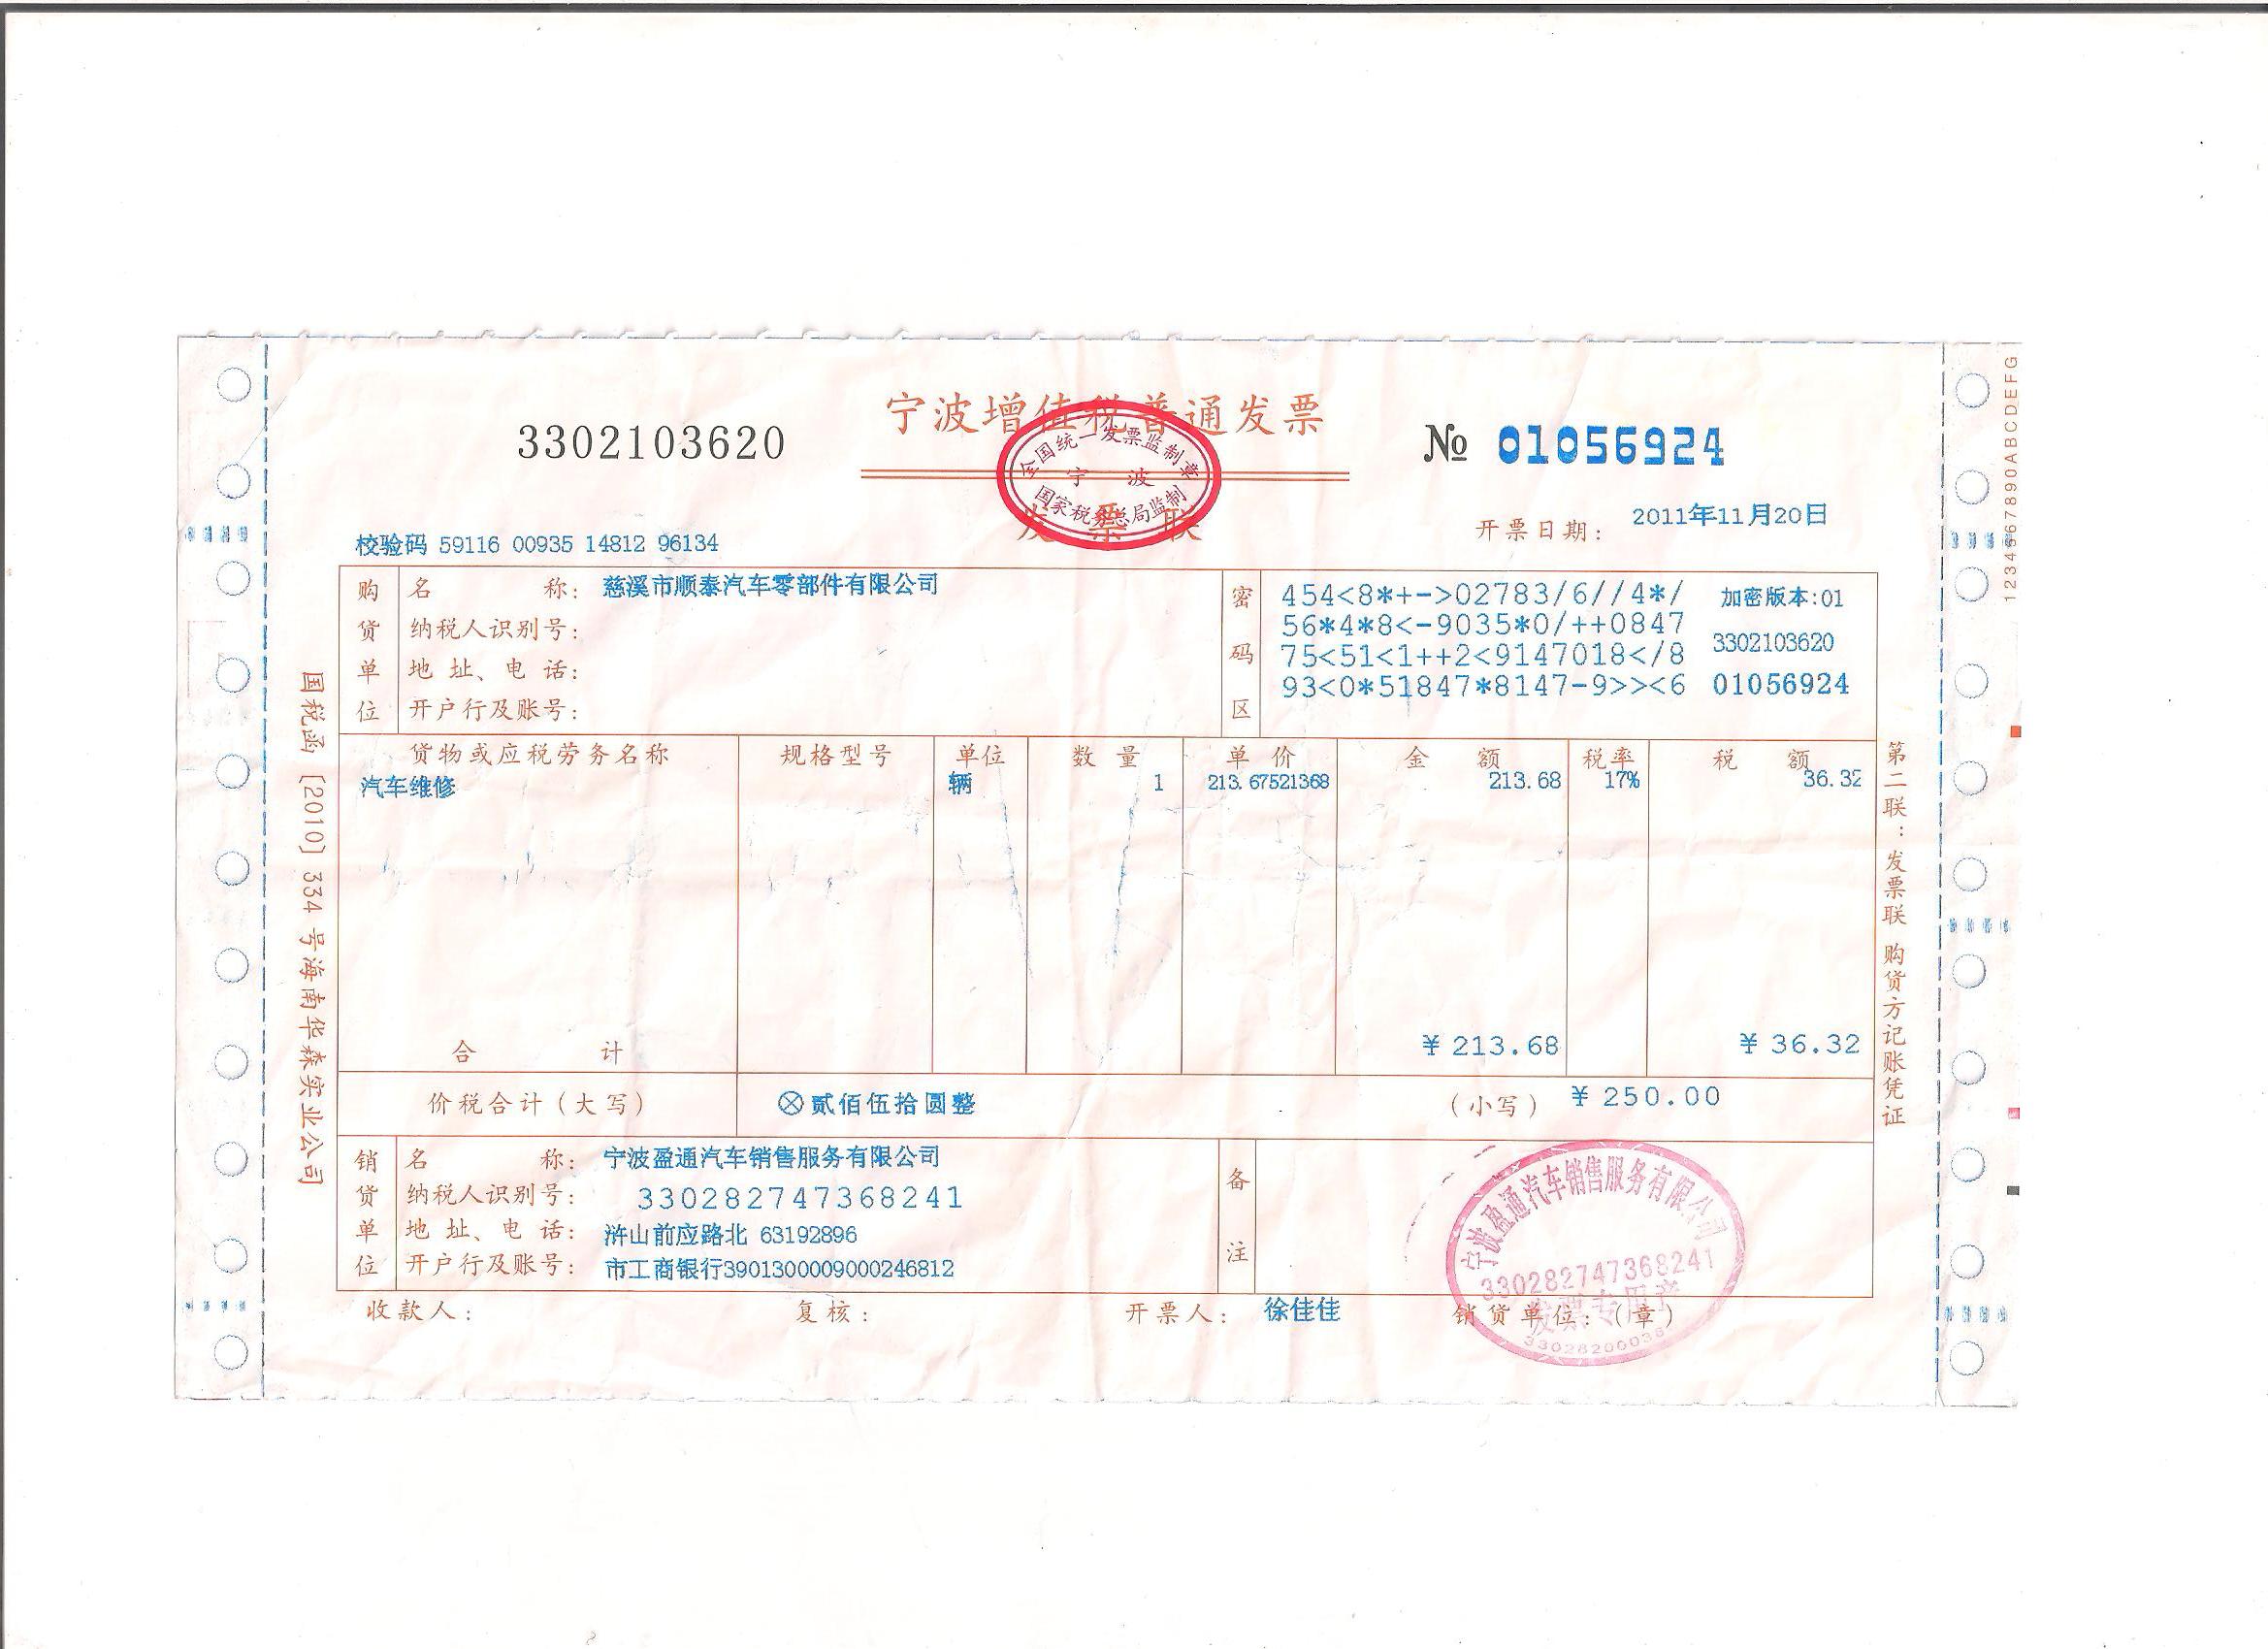 宁波增值税普通发票
3302103620
№ 01056924
全国统一发票监制章
宁 波
国家税务总局监制
发票联
开票日期: 2011年11月20日
校验码 59116 00935 14812 96134
购货单位
名 称: 慈溪市顺泰汽车零部件有限公司
纳税人识别号:
地 址、电 话:
开户行及账号:
密码区
454<8*+->02783/6//4*/ 加密版本:01
56*4*8<-9035*0/++0847
3302103620
75<51<1++2<9147018</8
93<0*51847*8147-9>><6 01056924
货物或应税劳务名称 规格型号 单位 数 量 单 价 金 额 税率 税 额
汽车维修 辆 1 213.67521368 213.68 17% 36.32
合 计 ¥213.68 ¥36.32
价税合计(大写) ⊗贰佰伍拾圆整 (小写) ¥250.00
销货单位
名 称: 宁波盈通汽车销售服务有限公司
纳税人识别号: 330282747368241
地 址、电 话: 浒山前应路北 63192896
开户行及账号: 市工商银行3901300009000246812
备注
宁波盈通汽车销售服务有限公司
330282747368241
发票专用章
收款人: 复核: 开票人: 徐佳佳 销货单位:(章)
国税函[2010]334号海南华森实业公司
第二联:发票联 购货方记账凭证
1234567890ABCDEFG